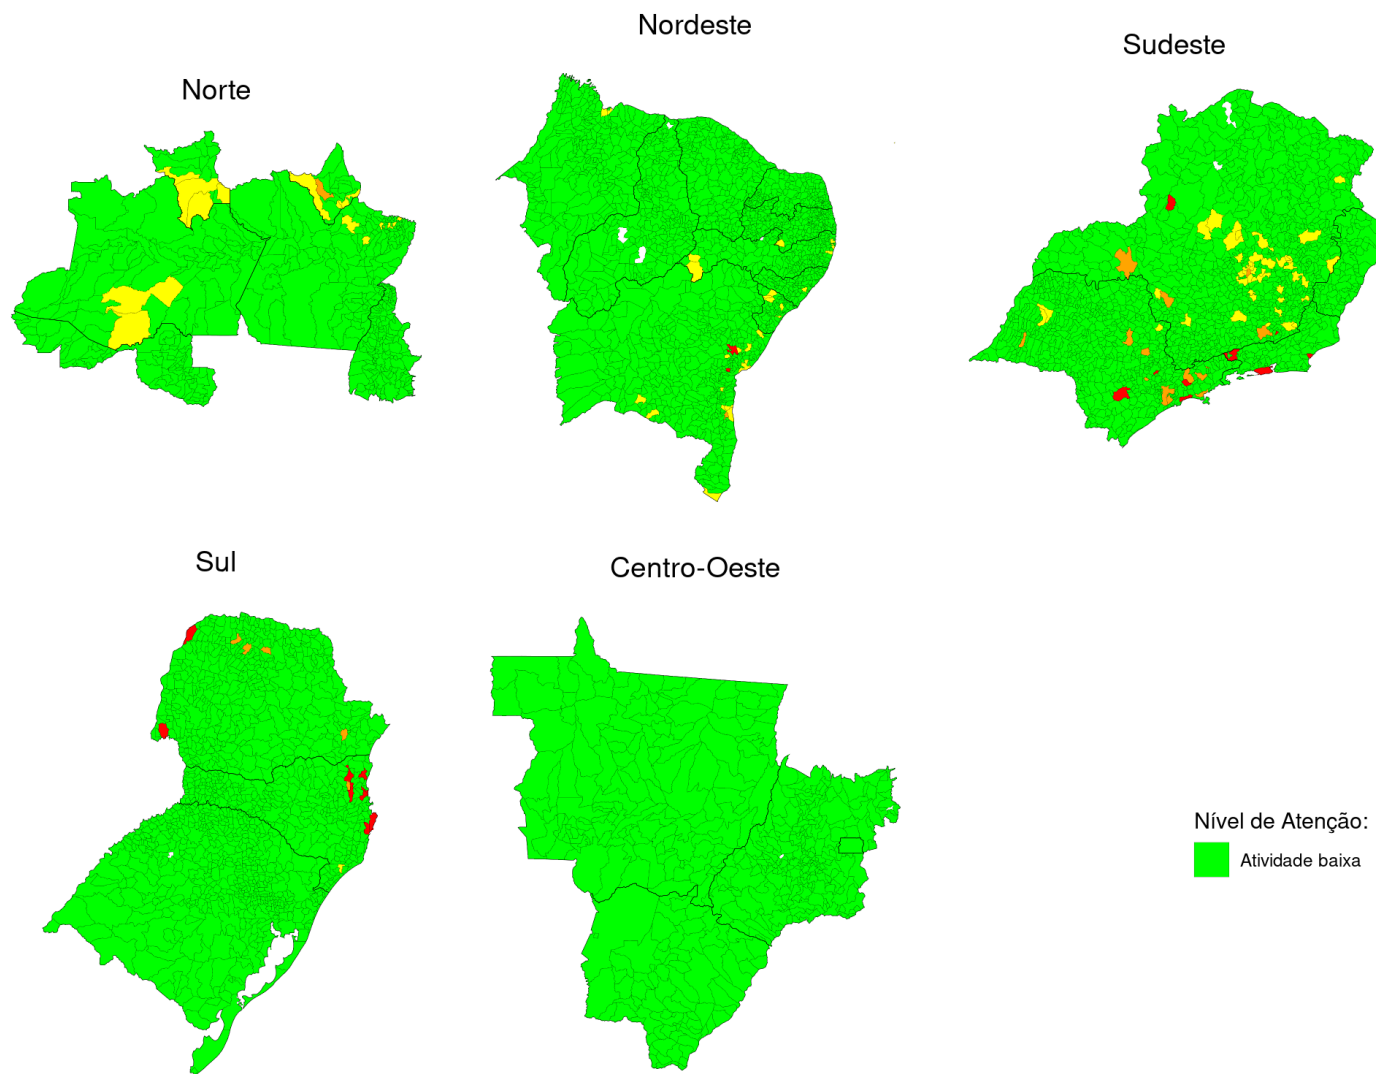 Nordeste
Sudeste
Norte
Sul
Centro-Oeste
Nível de Atenção:
Atividade baixa